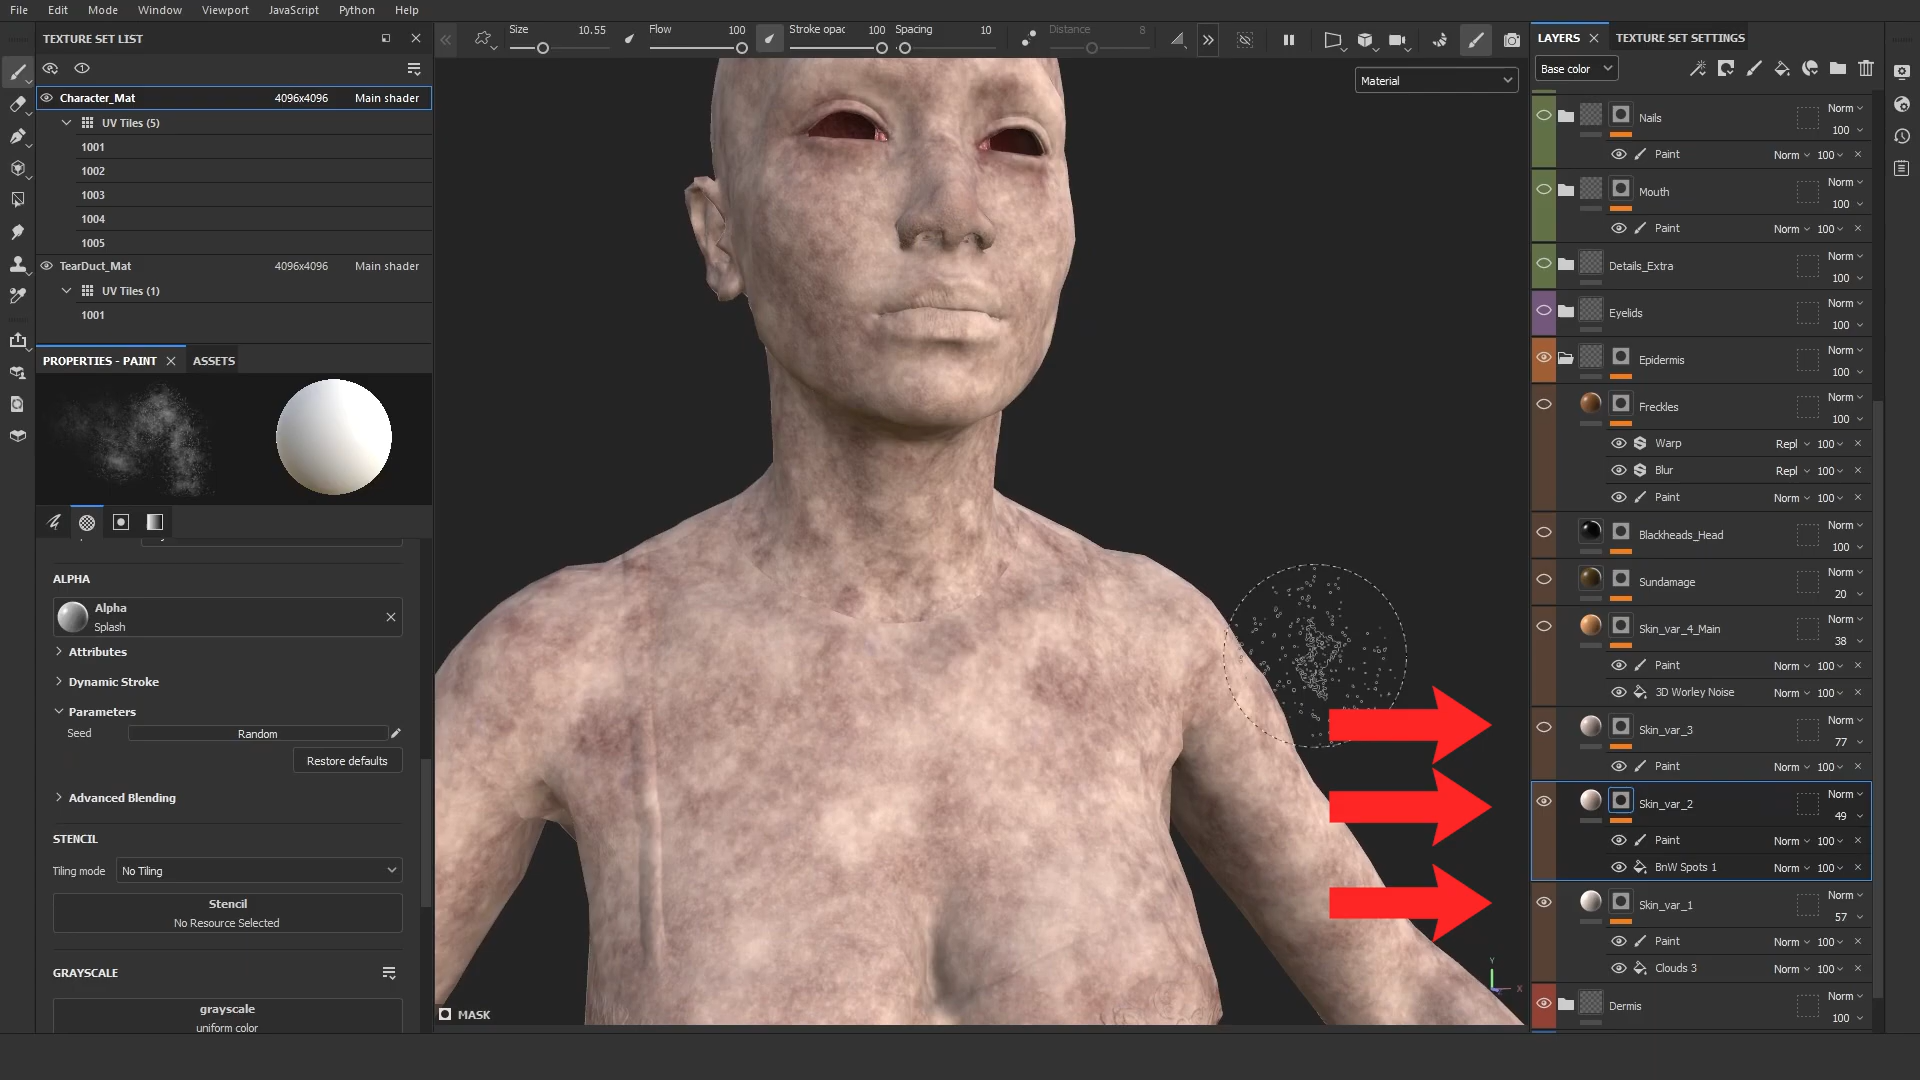 File Edit Mode Window Viewport JavaScript Python Help
TEXTURE SET LIST
Character_Mat 4096x4096 Main shader
UV Tiles (5)
1001
1002
1003
1004
1005
TearDuct_Mat 4096x4096 Main shader
UV Tiles (1)
1001
PROPERTIES - PAINT ASSETS
ALPHA
Alpha
Splash
Attributes
Dynamic Stroke
Parameters
Seed Random
Restore defaults
Advanced Blending
STENCIL
Tiling mode No Tiling
Stencil
No Resource Selected
GRAYSCALE
grayscale
uniform color
Size 10.55 Flow 100 Stroke opac 100 Spacing 10 Distance 8
Material
Y
X
MASK
LAYERS TEXTURE SET SETTINGS
Base color
Nails Norm 100
Paint Norm 100
Mouth Norm 100
Paint Norm 100
Details_Extra Norm 100
Eyelids Norm 100
Epidermis Norm 100
Freckles Norm 100
Warp Repl 100
Blur Repl 100
Paint Norm 100
Blackheads_Head Norm 100
Sundamage Norm 20
Skin_var_4_Main Norm 38
Paint Norm 100
3D Worley Noise Norm 100
Skin_var_3 Norm 77
Paint Norm 100
Skin_var_2 Norm 49
Paint Norm 100
BnW Spots 1 Norm 100
Skin_var_1 Norm 57
Paint Norm 100
Clouds 3 Norm 100
Dermis Norm 100